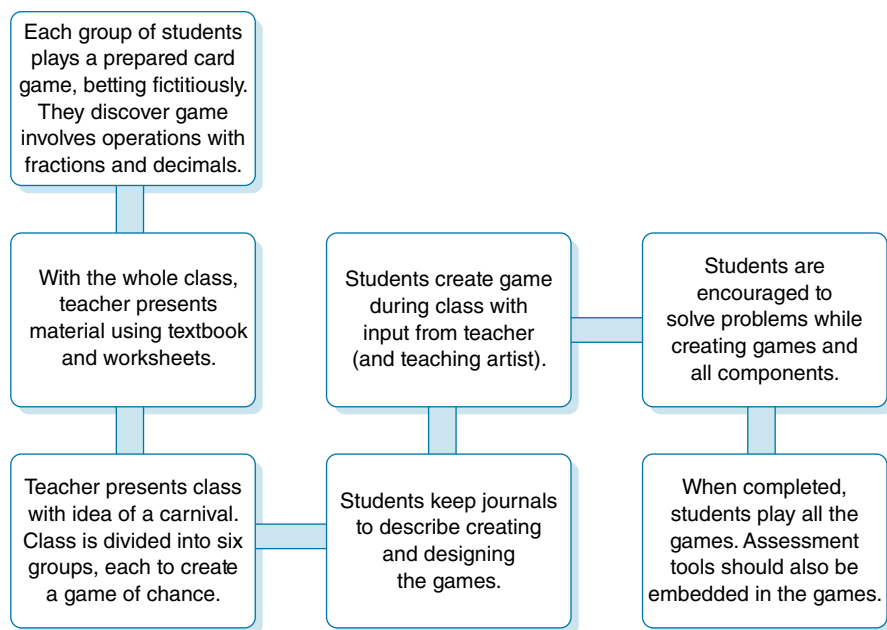 Each group of students
plays a prepared card
game, betting fictitiously.
They discover game
involves operations with
fractions and decimals.
With the whole class,
teacher presents
material using textbook
and worksheets.
Teacher presents class
with idea of a carnival.
Class is divided into six
groups, each to create
a game of chance.
Students keep journals
to describe creating
and designing
the games.
Students create game
during class with
input from teacher
(and teaching artist).
Students are
encouraged to
solve problems while
creating games and
all components.
When completed,
students play all the
games. Assessment
tools should also be
embedded in the games.